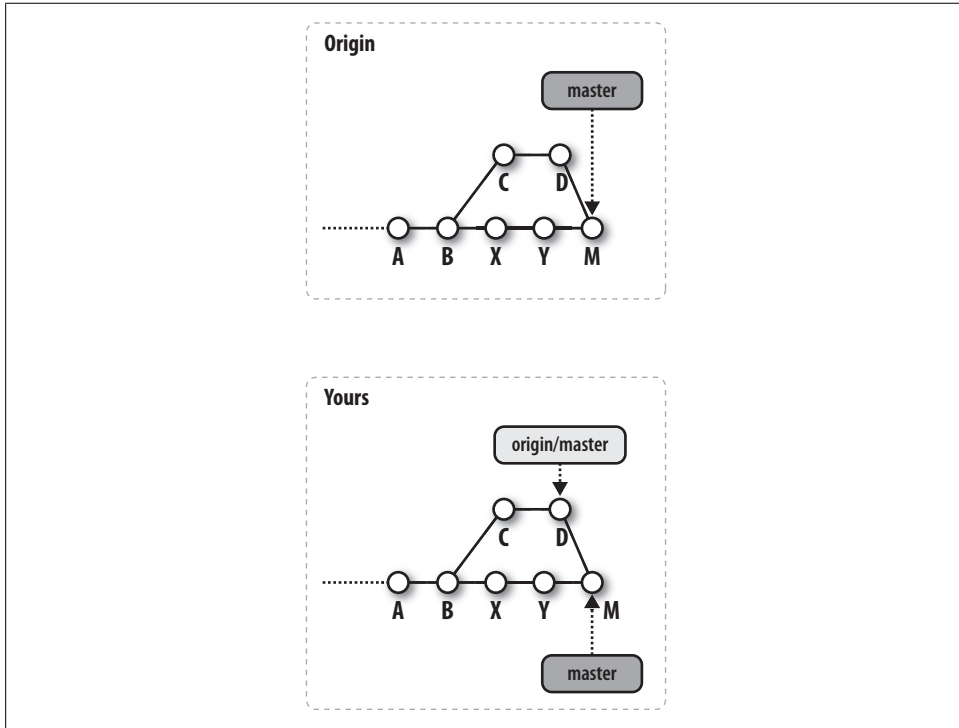 Origin
master
C D
A B X Y M
Yours
origin/master
C D
A B X Y M
master